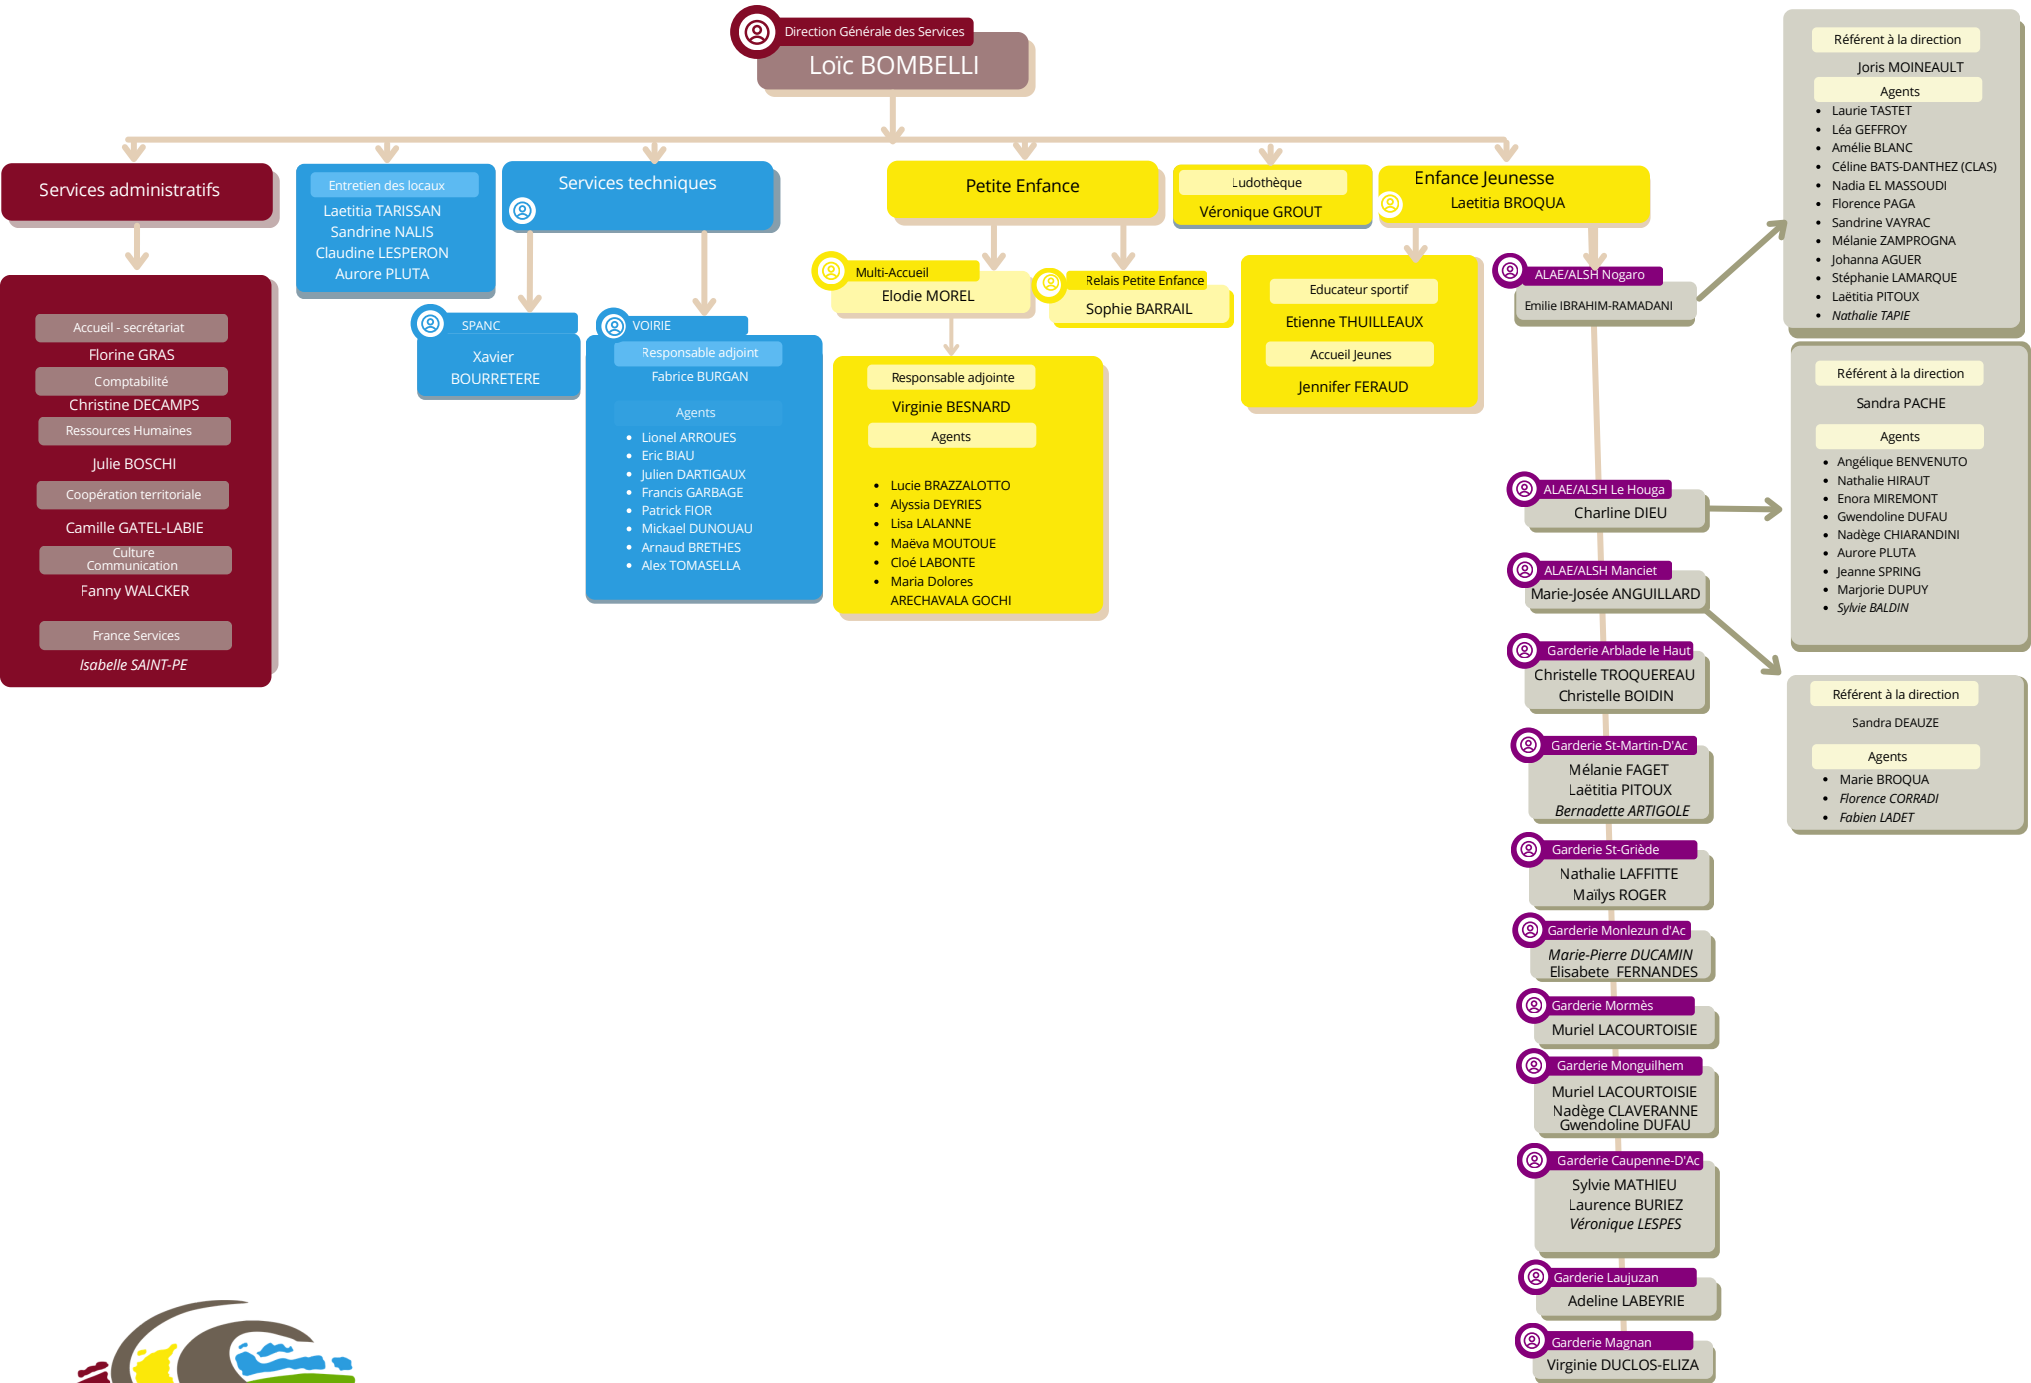 Direction Générale des Services
Loïc BOMBELLI
Services administratifs
Accueil - secrétariat
Florine GRAS
Comptabilité
Christine DECAMPS
Ressources Humaines
Julie BOSCHI
Coopération territoriale
Camille GATEL-LABIE
Culture
Communication
Fanny WALCKER
France Services
Isabelle SAINT-PE
Entretien des locaux
Laetitia TARISSAN
Sandrine NALIS
Claudine LESPERON
Aurore PLUTA
Services techniques
SPANC
Xavier
BOURRETERE
VOIRIE
Responsable adjoint
Fabrice BURGAN
Agents
Lionel ARROUES
Eric BIAU
Julien DARTIGAUX
Francis GARBAGE
Patrick FIOR
Mickael DUNOUAU
Arnaud BRETHES
Alex TOMASELLA
Petite Enfance
Multi-Accueil
Elodie MOREL
Responsable adjointe
Virginie BESNARD
Agents
Lucie BRAZZALOTTO
Alyssia DEYRIES
Lisa LALANNE
Maëva MOUTOUE
Cloé LABONTE
Maria Dolores
ARECHAVALA GOCHI
Relais Petite Enfance
Sophie BARRAIL
Ludothèque
Véronique GROUT
Enfance Jeunesse
Laetitia BROQUA
Educateur sportif
Etienne THUILLEAUX
Accueil Jeunes
Jennifer FERAUD
ALAE/ALSH Nogaro
Emilie IBRAHIM-RAMADANI
ALAE/ALSH Le Houga
Charline DIEU
ALAE/ALSH Manciet
Marie-Josée ANGUILLARD
Garderie Arblade le Haut
Christelle TROQUEREAU
Christelle BOIDIN
Garderie St-Martin-D'Ac
Mélanie FAGET
Laëtitia PITOUX
Bernadette ARTIGOLE
Garderie St-Griède
Nathalie LAFFITTE
Maïlys ROGER
Garderie Monlezun d'Ac
Marie-Pierre DUCAMIN
Elisabete FERNANDES
Garderie Mormès
Muriel LACOURTOISIE
Garderie Monguilhem
Muriel LACOURTOISIE
Nadège CLAVERANNE
Gwendoline DUFAU
Garderie Caupenne-D'Ac
Sylvie MATHIEU
Laurence BURIEZ
Véronique LESPES
Garderie Laujuzan
Adeline LABEYRIE
Garderie Magnan
Virginie DUCLOS-ELIZA
Référent à la direction
Joris MOINEAULT
Agents
Laurie TASTET
Léa GEFFROY
Amélie BLANC
Céline BATS-DANTHEZ (CLAS)
Nadia EL MASSOUDI
Florence PAGA
Sandrine VAYRAC
Mélanie ZAMPROGNA
Johanna AGUER
Stéphanie LAMARQUE
Laëtitia PITOUX
Nathalie TAPIE
Référent à la direction
Sandra PACHE
Agents
Angélique BENVENUTO
Nathalie HIRAUT
Enora MIREMONT
Gwendoline DUFAU
Nadège CHIARANDINI
Aurore PLUTA
Jeanne SPRING
Marjorie DUPUY
Sylvie BALDIN
Référent à la direction
Sandra DEAUZE
Agents
Marie BROQUA
Florence CORRADI
Fabien LADET